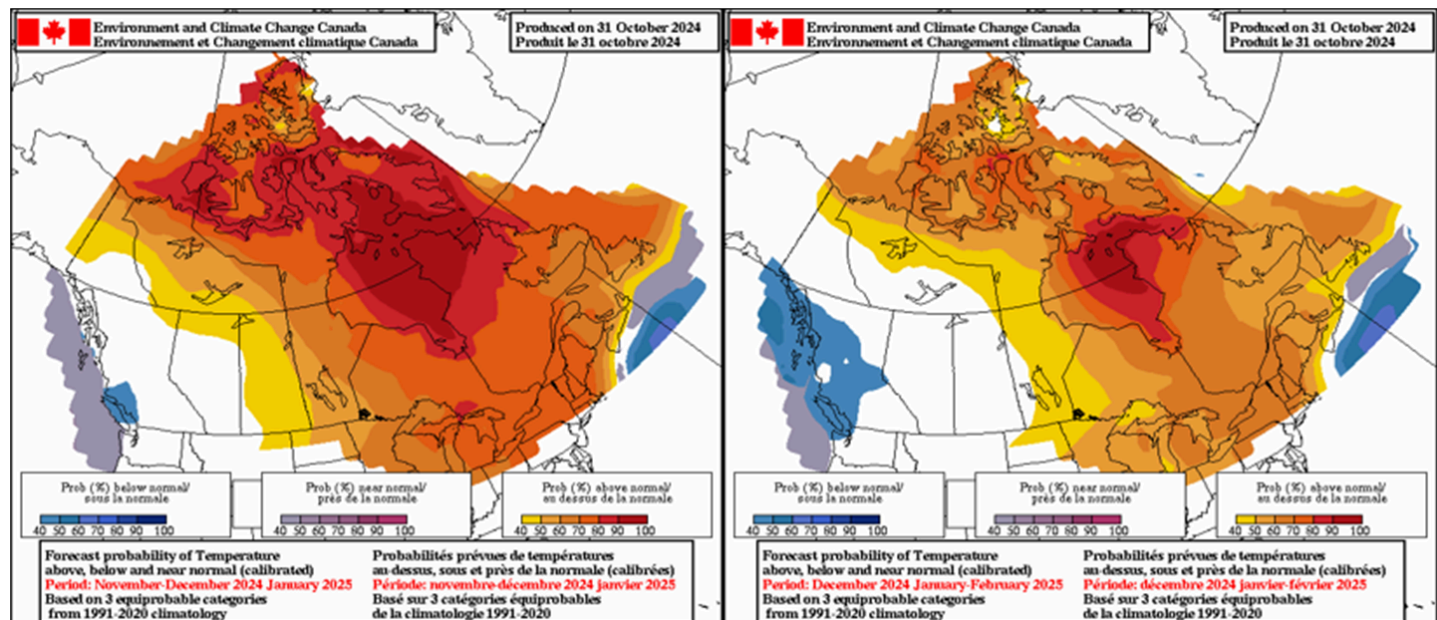 Environment and Climate Change Canada
Environnement et Changement climatique Canada
Produced on 31 October 2024
Produit le 31 octobre 2024
Prob (%) below normal/
sous la normale
40 50 60 70 80 90 100
Prob (%) near normal/
près de la normale
40 50 60 70 80 90 100
Prob (%) above normal/
au dessus de la normale
40 50 60 70 80 90 100
Forecast probability of Temperature
above, below and near normal (calibrated)
Period: November-December 2024 January 2025
Based on 3 equiprobable categories
from 1991-2020 climatology
Probabilités prévues de températures
au-dessus, sous et près de la normale (calibrées)
Période: novembre-décembre 2024 janvier 2025
Basé sur 3 catégories équiprobables
de la climatologie 1991-2020
Environment and Climate Change Canada
Environnement et Changement climatique Canada
Produced on 31 October 2024
Produit le 31 octobre 2024
Prob (%) below normal/
sous la normale
40 50 60 70 80 90 100
Prob (%) near normal/
près de la normale
40 50 60 70 80 90 100
Prob (%) above normal/
au dessus de la normale
40 50 60 70 80 90 100
Forecast probability of Temperature
above, below and near normal (calibrated)
Period: December 2024 January-February 2025
Based on 3 equiprobable categories
from 1991-2020 climatology
Probabilités prévues de températures
au-dessus, sous et près de la normale (calibrées)
Période: décembre 2024 janvier-février 2025
Basé sur 3 catégories équiprobables
de la climatologie 1991-2020